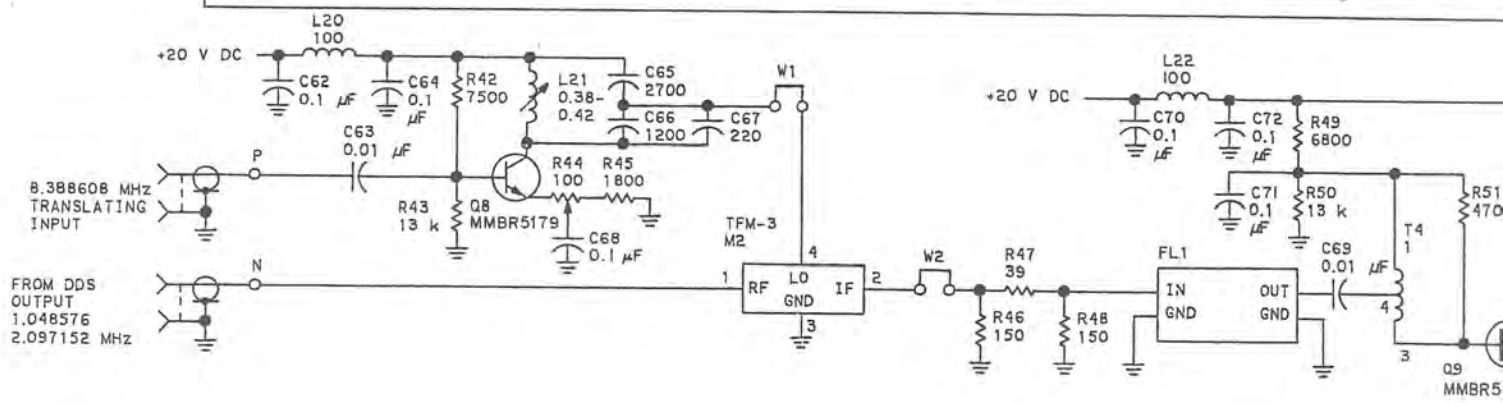 L20
100
+20 V DC
C62
0.1 µF
C64
0.1
µF
R42
7500
L21
0.38-
0.42
C65
2700
C66
1200
C67
220
W1
C63
0.01 µF
8.388608 MHz
TRANSLATING
INPUT
P
R43
13 k
Q8
MMBR5179
R44
100
R45
1800
C68
0.1 µF
FROM DDS
OUTPUT
1.048576
2.097152 MHz
N
TFM-3
M2
4
1
RF
LO
IF
2
GND
3
W2
R47
39
R46
150
R48
150
+20 V DC
L22
100
C70
0.1
µF
C72
0.1
µF
R49
6800
C71
0.1
µF
R50
13 k
R51
470
T4
1
FL1
IN
OUT
GND
GND
C69
0.01 µF
4
3
Q9
MMBR5